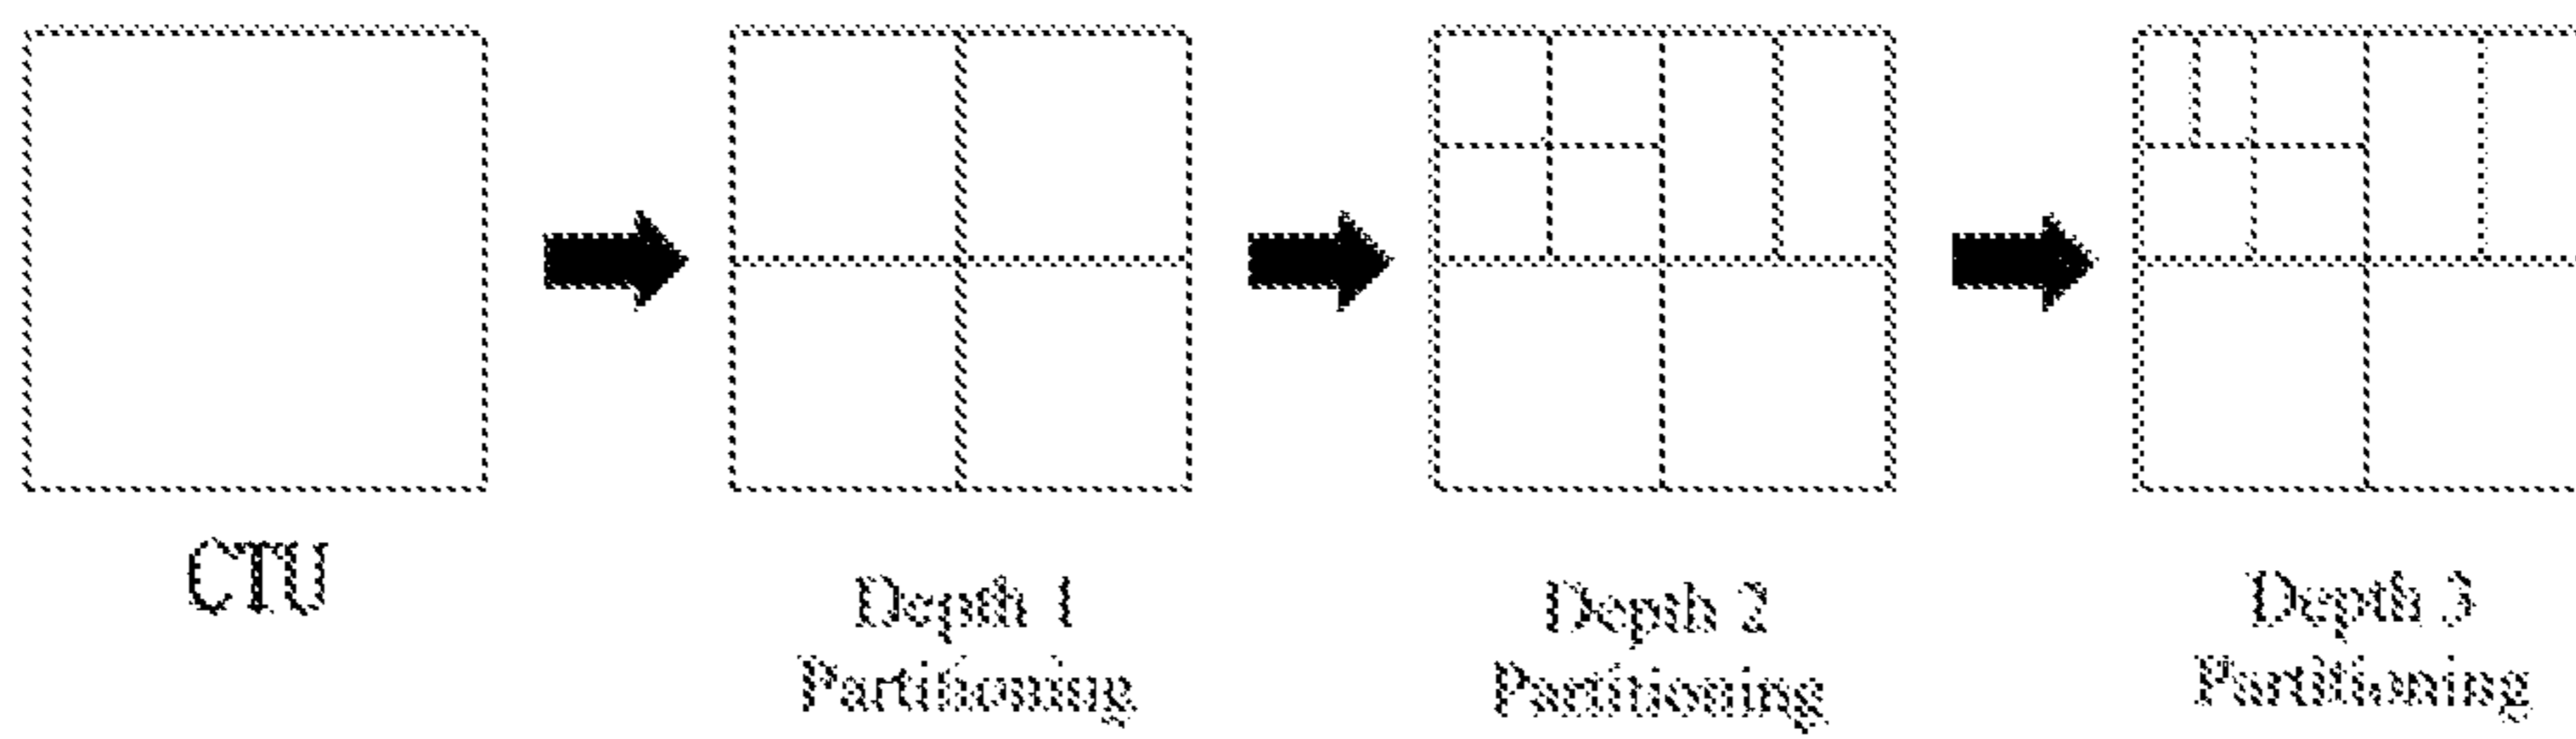 CTU
Depth 1
Partitioning
Depth 2
Partitioning
Depth 3
Partitioning